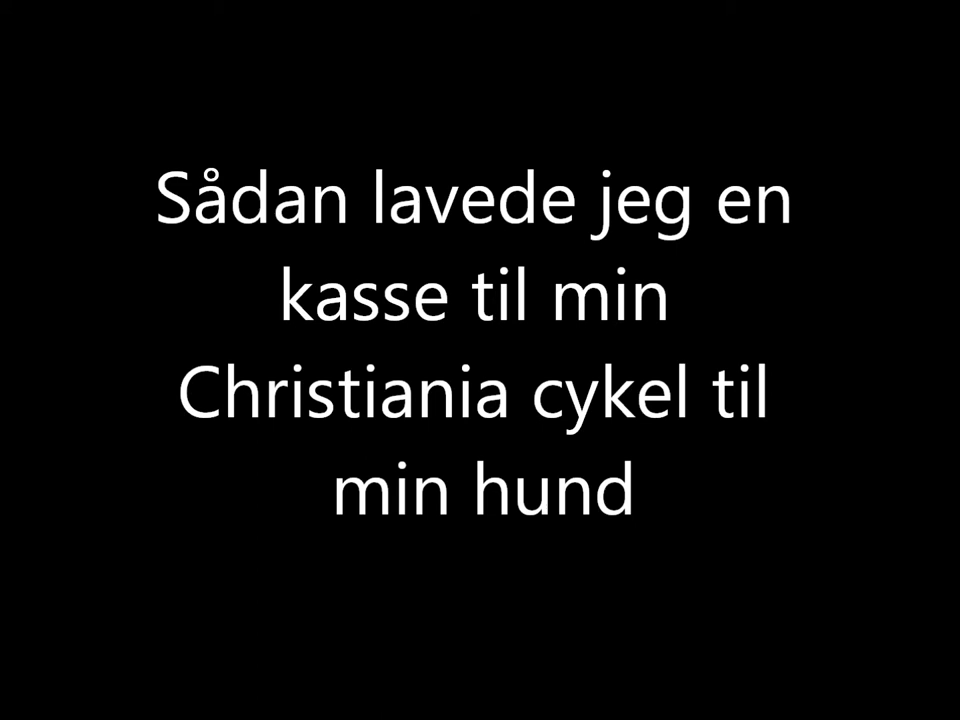 Sådan lavede jeg en
kasse til min
Christiania cykel til
min hund